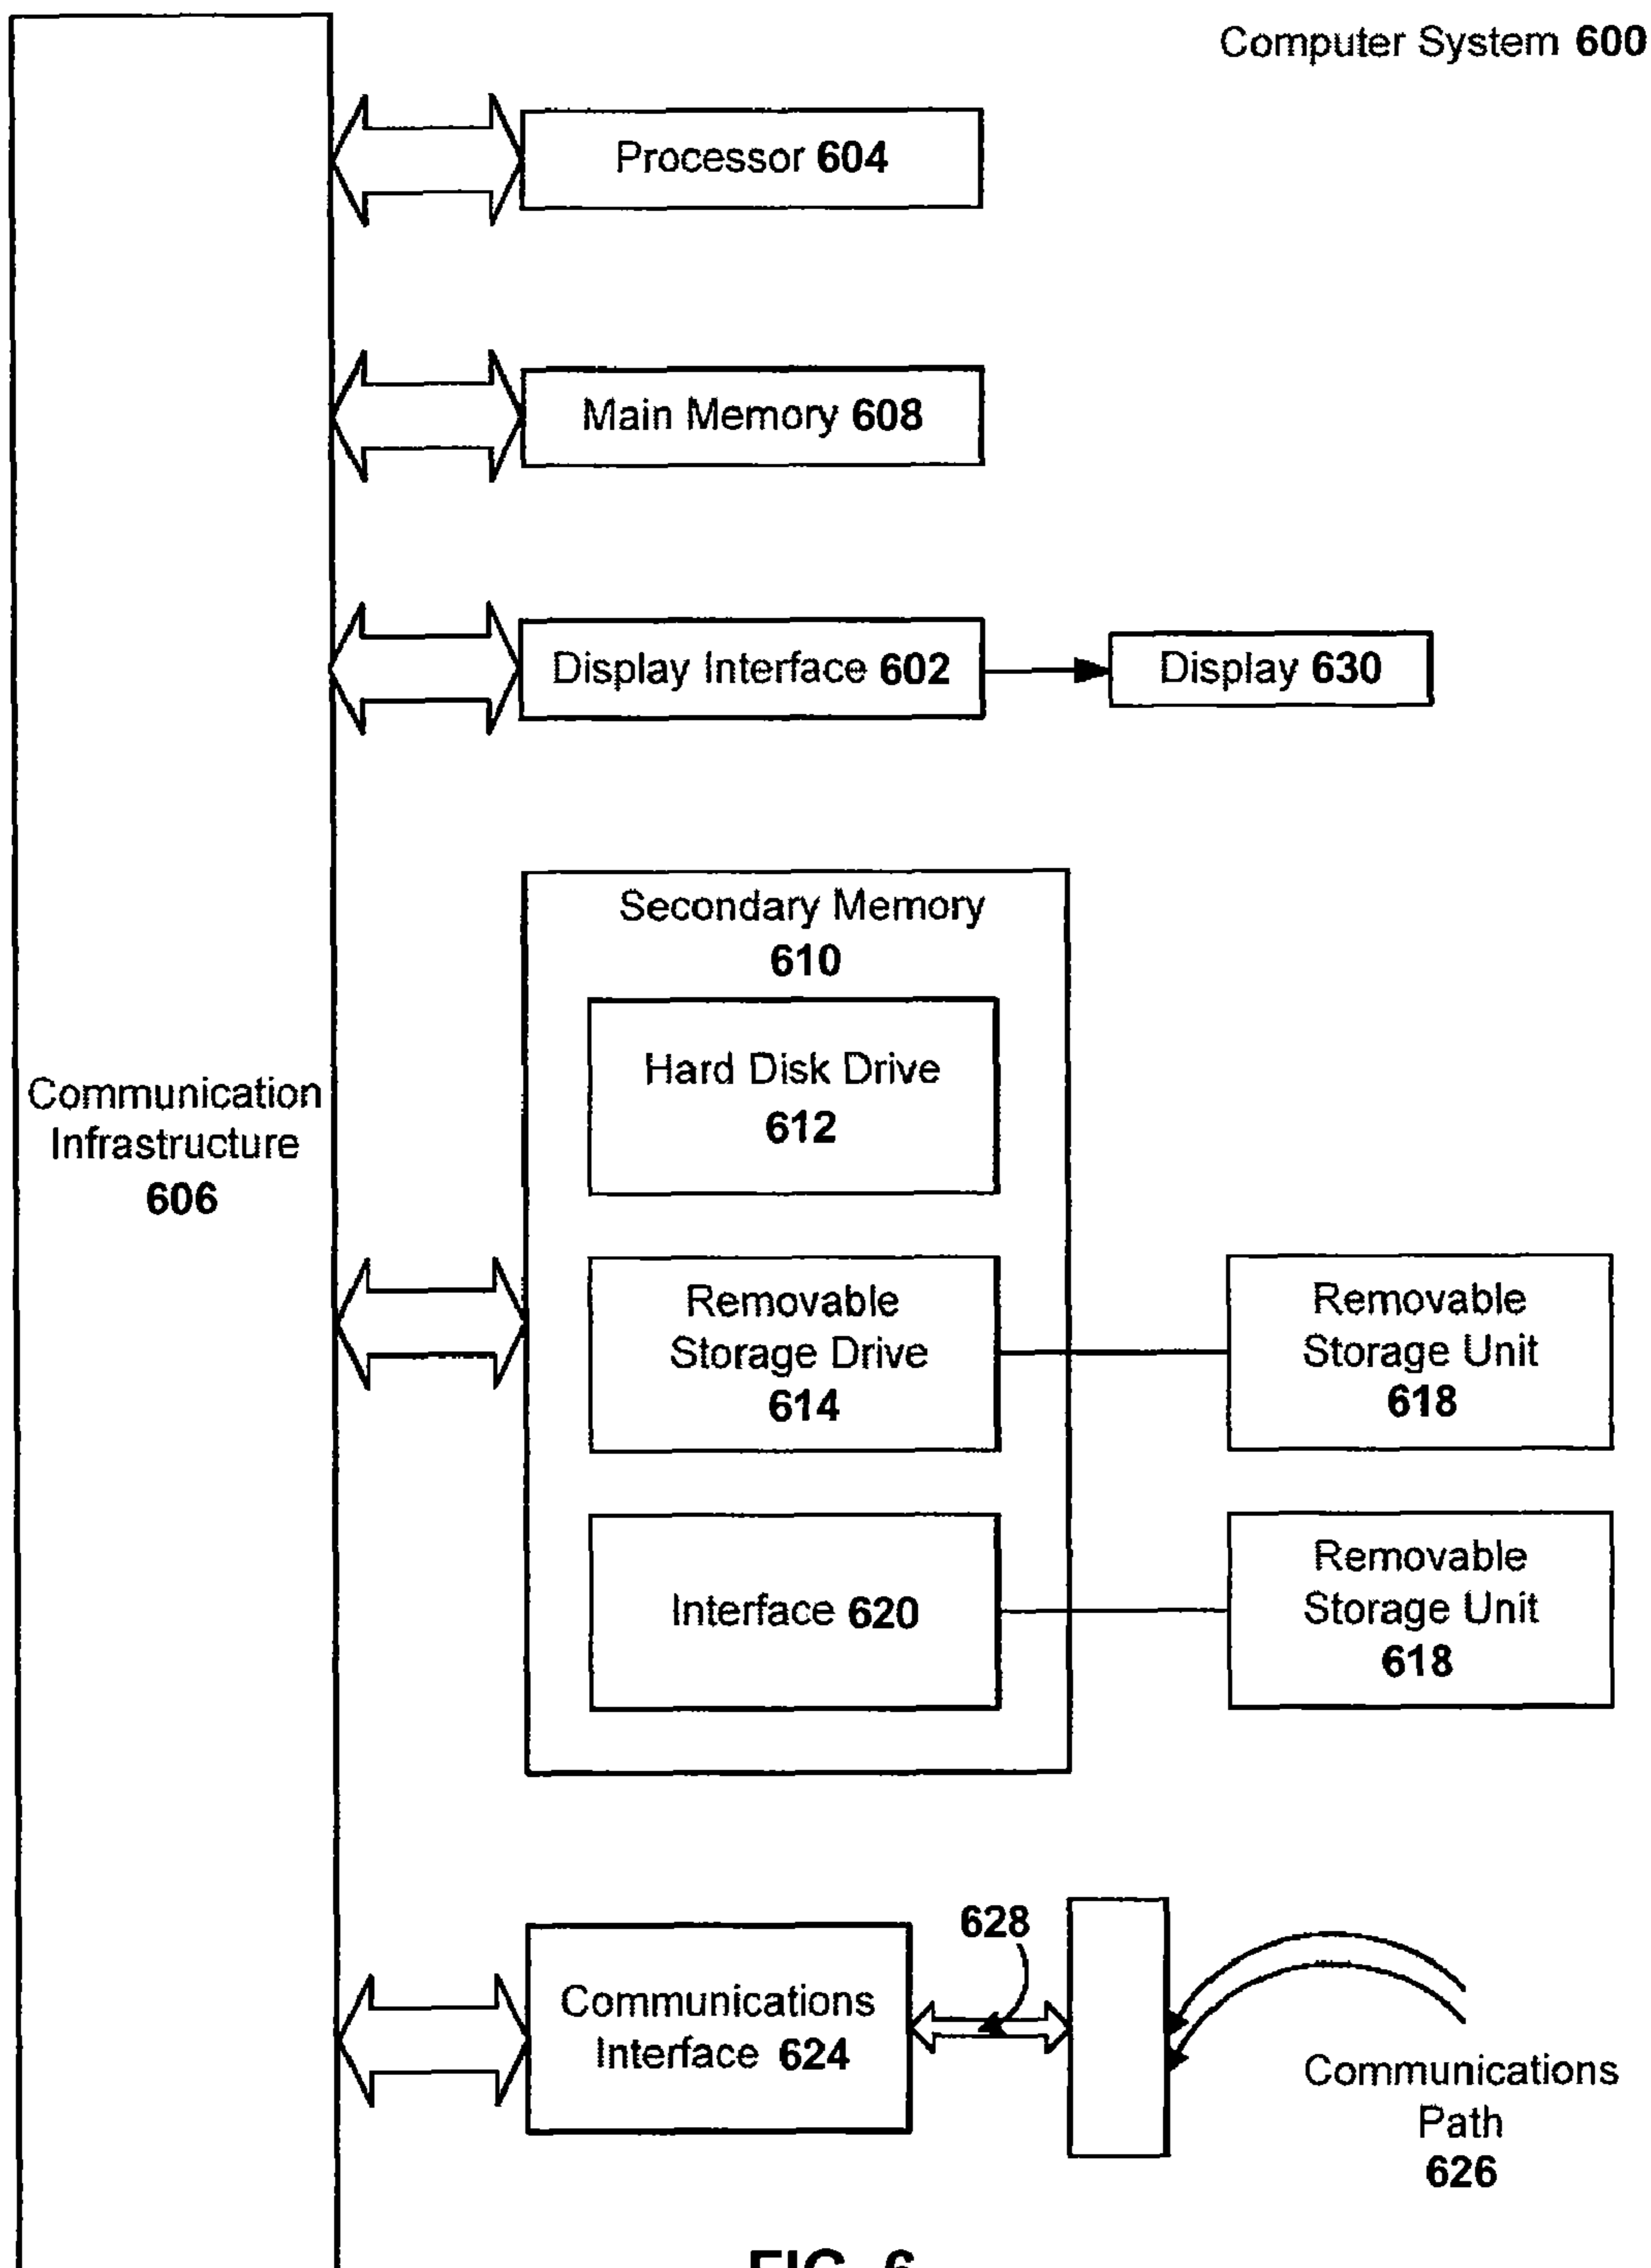 Computer System 600
Processor 604
Main Memory 608
Display Interface 602
Display 630
Secondary Memory
610
Hard Disk Drive
612
Communication
Infrastructure
606
Removable
Storage Drive
614
Removable
Storage Unit
618
Interface 620
Removable
Storage Unit
618
628
Communications
Interface 624
Communications
Path
626
FIG. 6